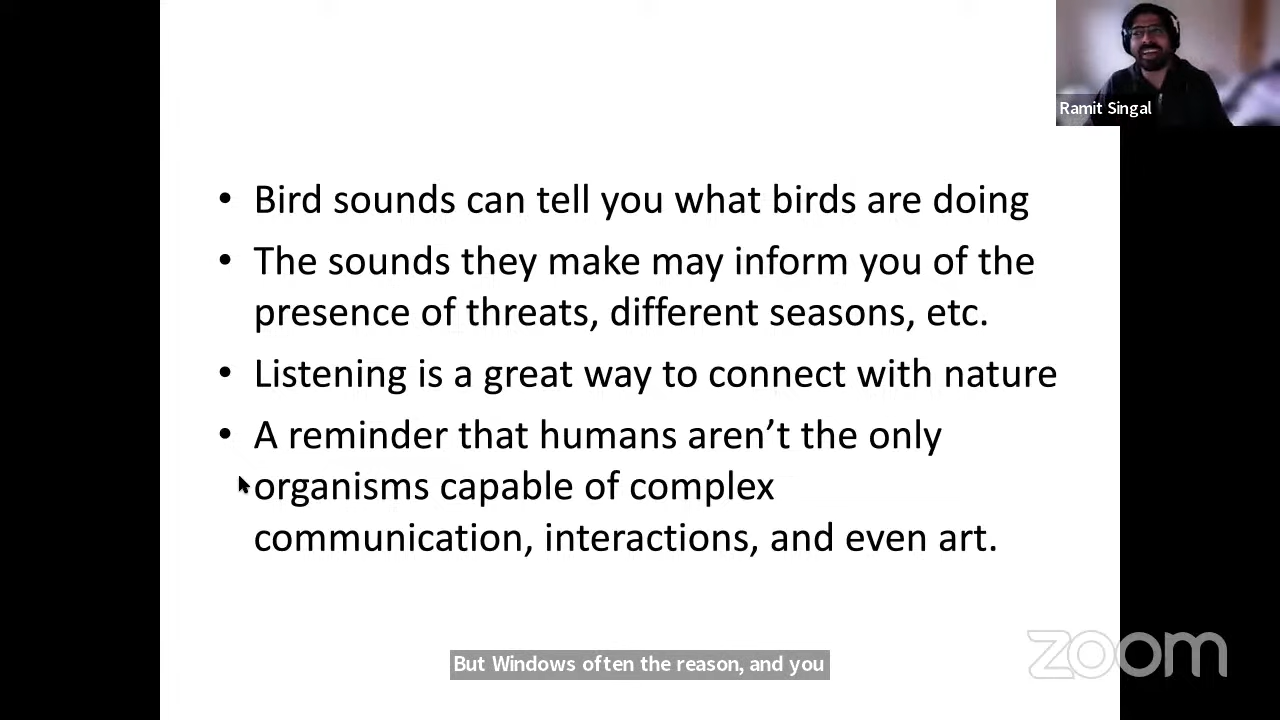 Ramit Singal
• Bird sounds can tell you what birds are doing
• The sounds they make may inform you of the
presence of threats, different seasons, etc.
• Listening is a great way to connect with nature
• A reminder that humans aren’t the only
organisms capable of complex
communication, interactions, and even art.
But Windows often the reason, and you
zoom